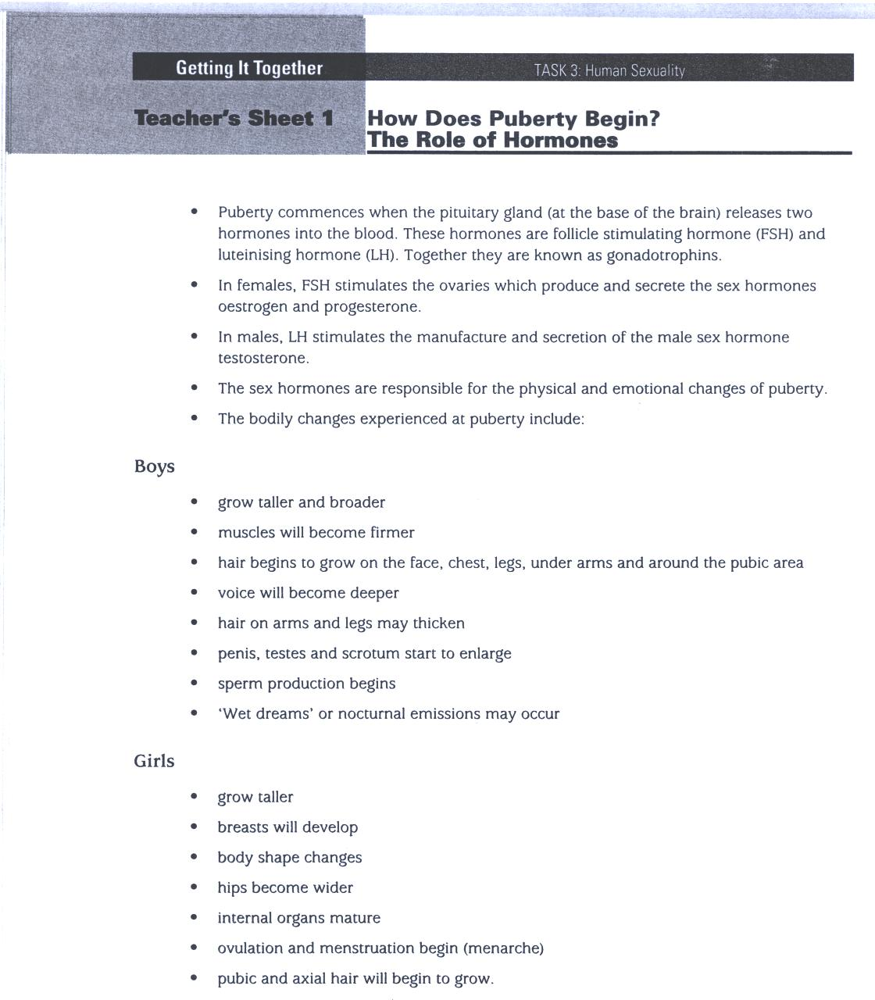 Getting It Together
TASK 3: Human Sexuality
Teacher's Sheet 1
How Does Puberty Begin?
The Role of Hormones
• Puberty commences when the pituitary gland (at the base of the brain) releases two
hormones into the blood. These hormones are follicle stimulating hormone (FSH) and
luteinising hormone (LH). Together they are known as gonadotrophins.
• In females, FSH stimulates the ovaries which produce and secrete the sex hormones
oestrogen and progesterone.
• In males, LH stimulates the manufacture and secretion of the male sex hormone
testosterone.
• The sex hormones are responsible for the physical and emotional changes of puberty.
• The bodily changes experienced at puberty include:
Boys
• grow taller and broader
• muscles will become firmer
• hair begins to grow on the face, chest, legs, under arms and around the pubic area
• voice will become deeper
• hair on arms and legs may thicken
• penis, testes and scrotum start to enlarge
• sperm production begins
• 'Wet dreams' or nocturnal emissions may occur
Girls
• grow taller
• breasts will develop
• body shape changes
• hips become wider
• internal organs mature
• ovulation and menstruation begin (menarche)
• pubic and axial hair will begin to grow.